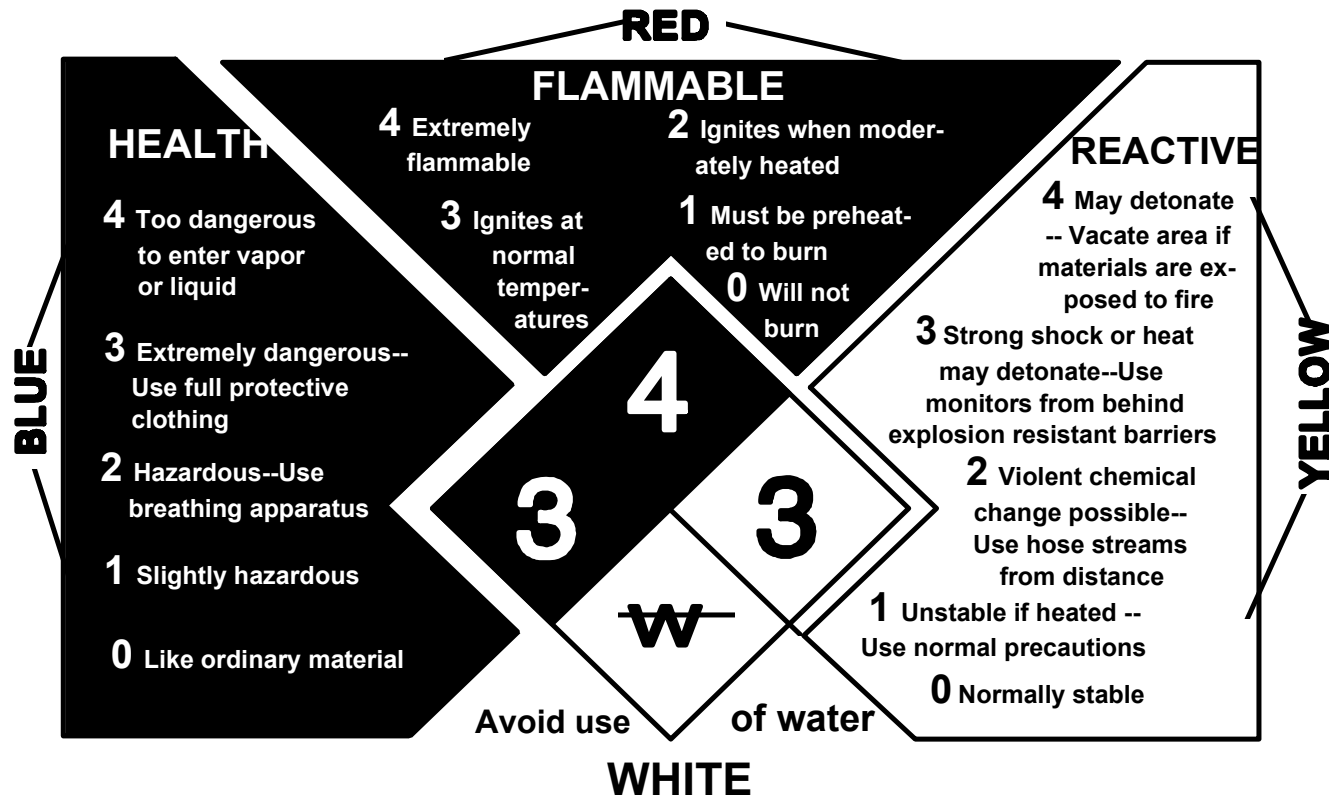 RED
FLAMMABLE
4 Extremely
flammable
3 Ignites at
normal
temper-
atures
2 Ignites when moder-
ately heated
1 Must be preheat-
ed to burn
0 Will not
burn
BLUE
HEALTH
4 Too dangerous
to enter vapor
or liquid
3 Extremely dangerous--
Use full protective
clothing
2 Hazardous--Use
breathing apparatus
1 Slightly hazardous
0 Like ordinary material
4
3
3
W
YELLOW
REACTIVE
4 May detonate
-- Vacate area if
materials are ex-
posed to fire
3 Strong shock or heat
may detonate--Use
monitors from behind
explosion resistant barriers
2 Violent chemical
change possible--
Use hose streams
from distance
1 Unstable if heated --
Use normal precautions
0 Normally stable
Avoid use of water
WHITE